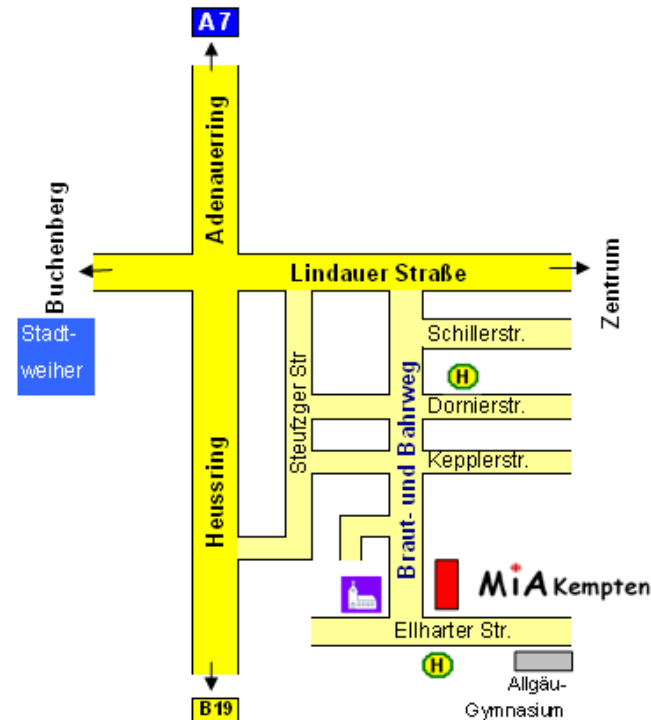 A7
Adenauerring
Buchenberg
Lindauer Straße
Zentrum
Stadt-
weiher
Schillerstr.
H
Steufzger Str
Braut- und Bahrweg
Dornierstr.
Heussring
Kepplerstr.
MiA Kempten
Ellharter Str.
H
Allgäu-
Gymnasium
B19